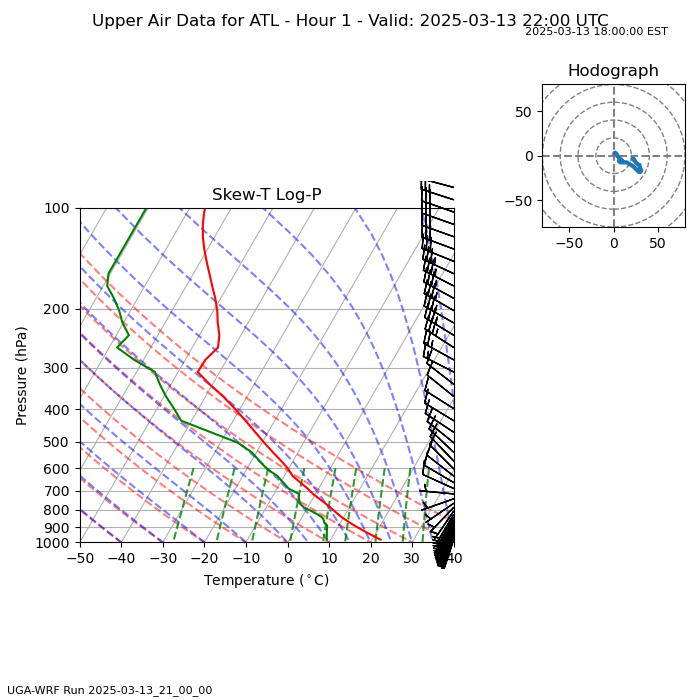 Upper Air Data for ATL - Hour 1 - Valid: 2025-03-13 22:00 UTC
2025-03-13 18:00:00 EST
Hodograph
50
0
−50
−50 0 50
Skew-T Log-P
100
200
300
400
500
600
700
800
900
1000
Pressure (hPa)
−50 −40 −30 −20 −10 0 10 20 30 40
Temperature (°C)
UGA-WRF Run 2025-03-13_21_00_00